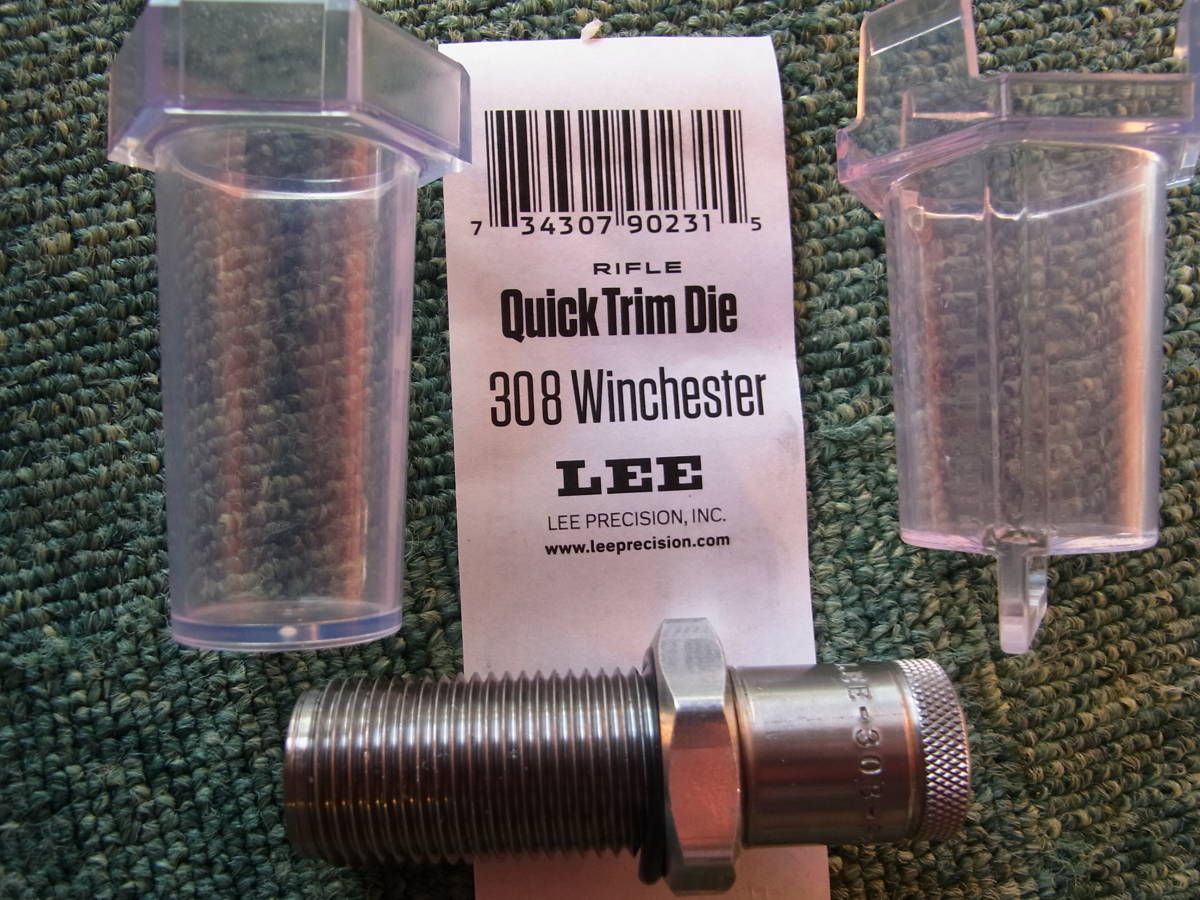 7 34307 90231 5
RIFLE
Quick Trim Die
308 Winchester
LEE
LEE PRECISION, INC.
www.leeprecision.com